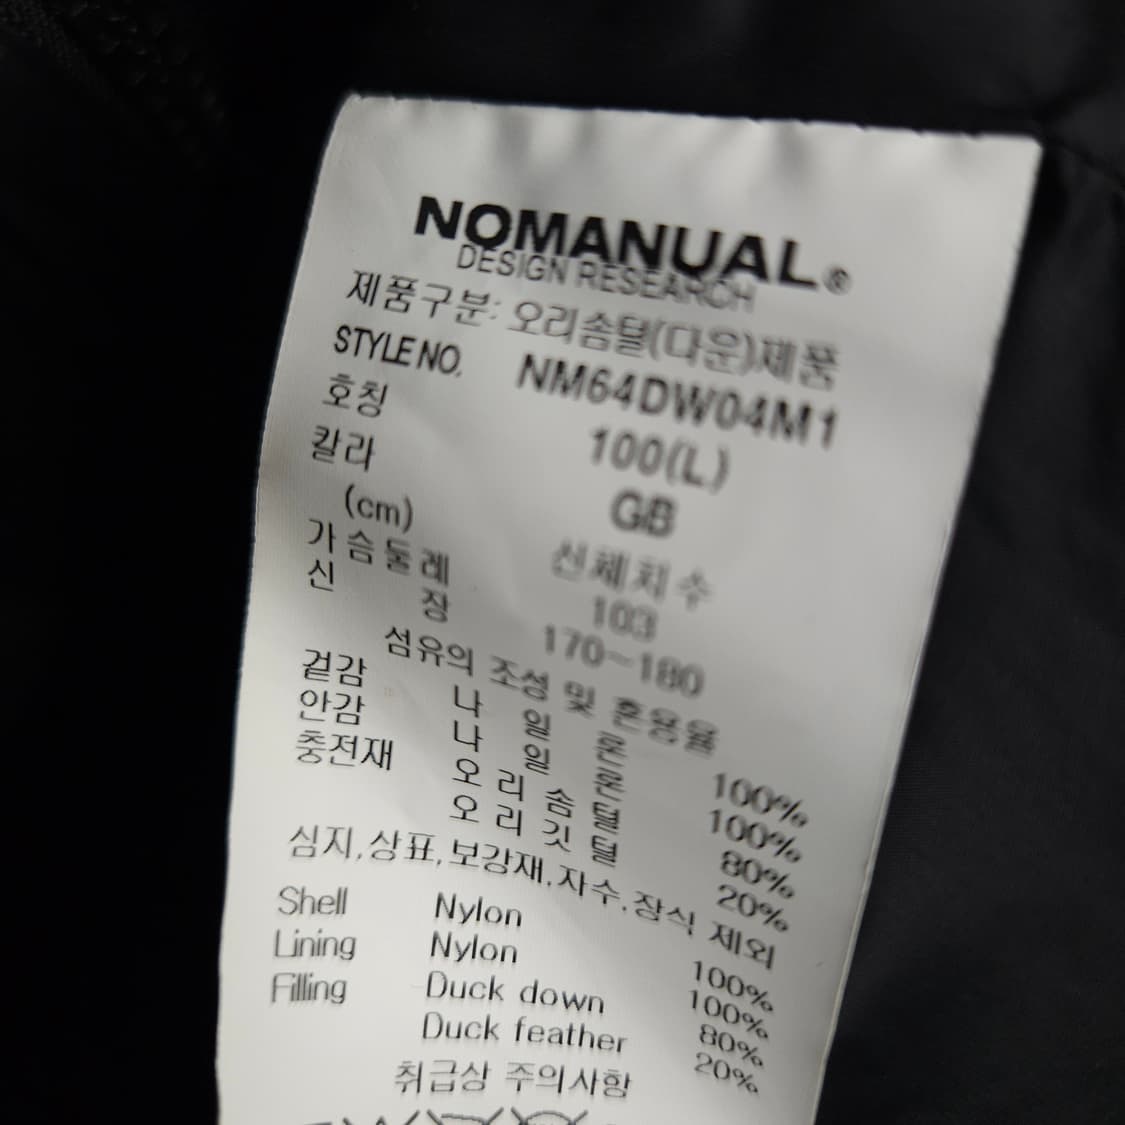 NOMANUAL®
DESIGN RESEARCH
제품구분: 오리솜털(다운)제품
STYLE NO. NM64DW04M1
호칭 100(L)
칼라 GB
(cm) 신체치수
가슴둘레 103
신장 170~180
섬유의 조성 및 혼용율
겉감 나일론 100%
안감 나일론 100%
충전재 오리솜털 80%
오리깃털 20%
심지,상표,보강재,자수,장식 제외
Shell Nylon 100%
Lining Nylon 100%
Filling Duck down 80%
Duck feather 20%
취급상 주의사항